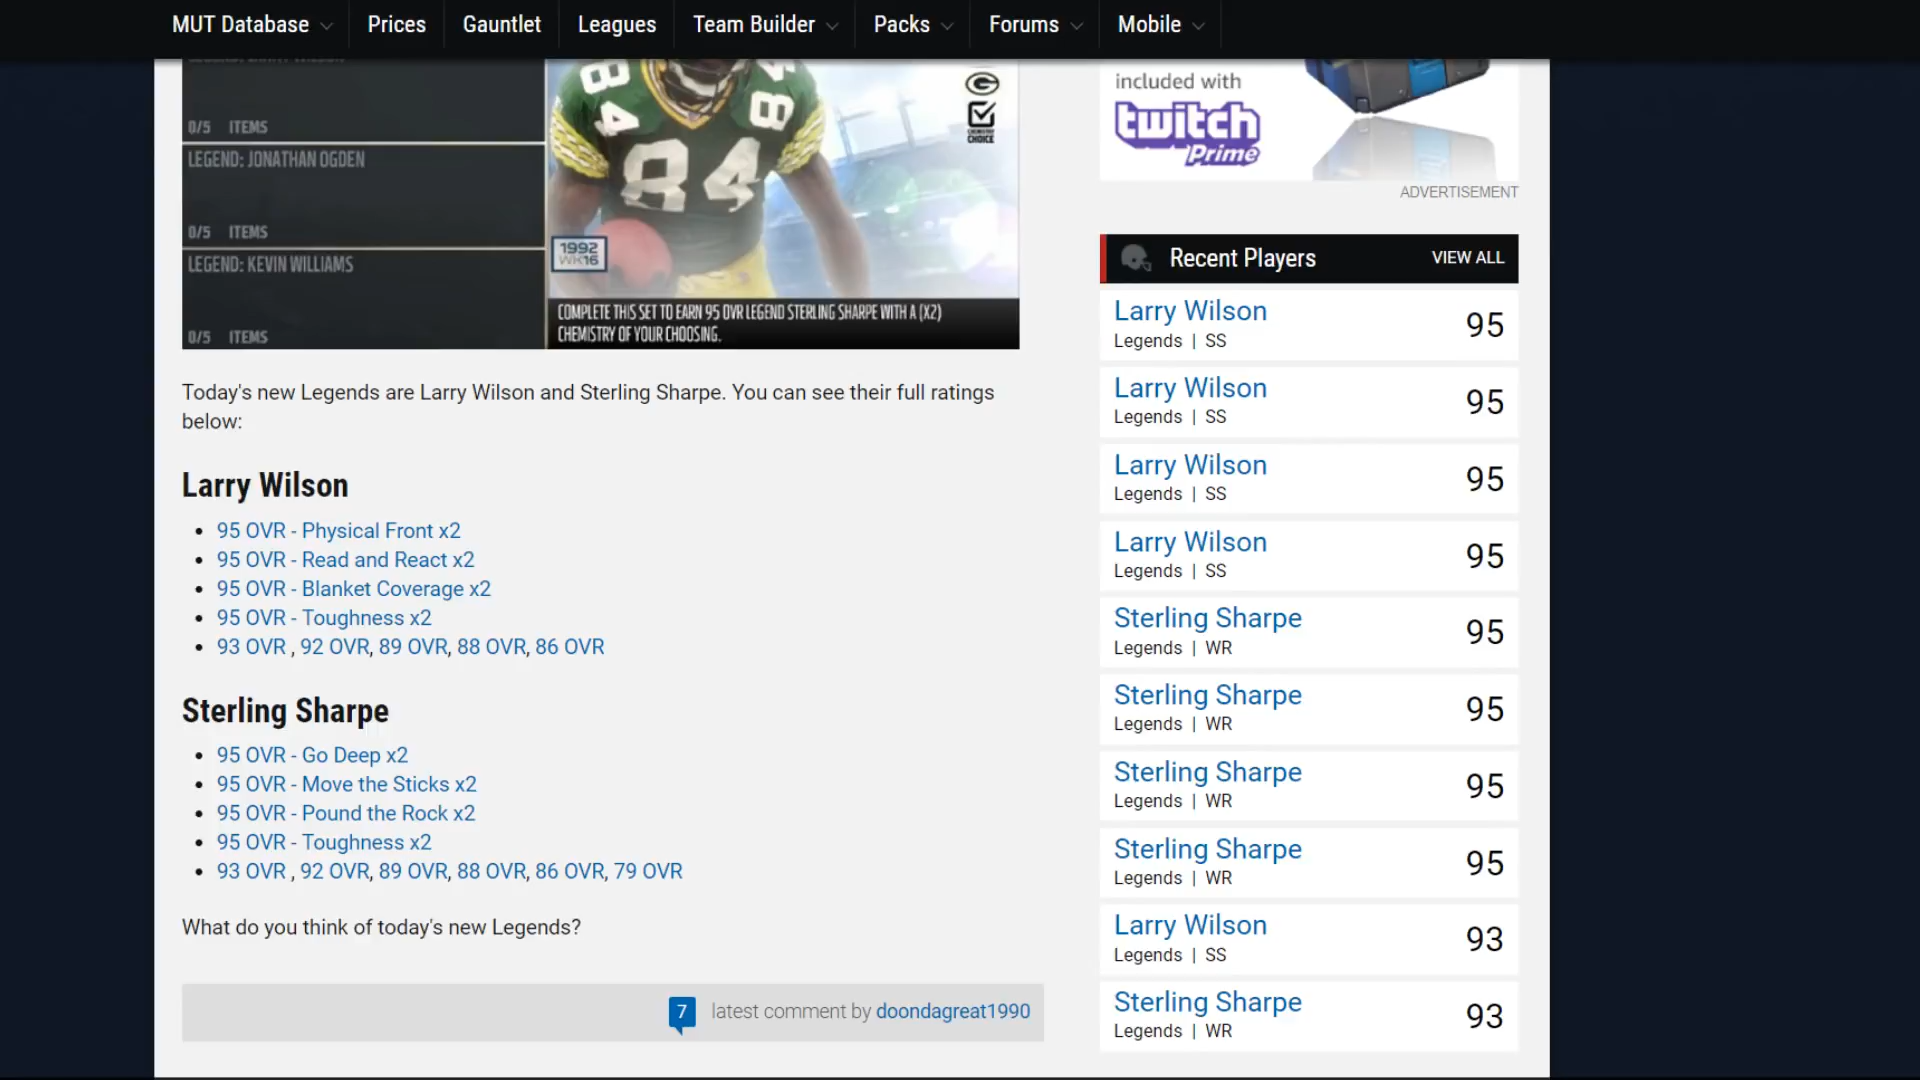 MUT Database
Prices
Gauntlet
Leagues
Team Builder
Packs
Forums
Mobile
0/5 ITEMS
LEGEND: JONATHAN OGDEN
0/5 ITEMS
LEGEND: KEVIN WILLIAMS
0/5 ITEMS
84
84
84
G
CHEMISTRY
CHOICE
1992
WK16
COMPLETE THIS SET TO EARN 95 OVR LEGEND STERLING SHARPE WITH A (X2)
CHEMISTRY OF YOUR CHOOSING.
Today's new Legends are Larry Wilson and Sterling Sharpe. You can see their full ratings
below:
Larry Wilson
• 95 OVR - Physical Front x2
• 95 OVR - Read and React x2
• 95 OVR - Blanket Coverage x2
• 95 OVR - Toughness x2
• 93 OVR , 92 OVR, 89 OVR, 88 OVR, 86 OVR
Sterling Sharpe
• 95 OVR - Go Deep x2
• 95 OVR - Move the Sticks x2
• 95 OVR - Pound the Rock x2
• 95 OVR - Toughness x2
• 93 OVR , 92 OVR, 89 OVR, 88 OVR, 86 OVR, 79 OVR
What do you think of today's new Legends?
7 latest comment by doondagreat1990
included with
twitch
Prime
ADVERTISEMENT
Recent Players VIEW ALL
Larry Wilson 95
Legends | SS
Larry Wilson 95
Legends | SS
Larry Wilson 95
Legends | SS
Larry Wilson 95
Legends | SS
Sterling Sharpe 95
Legends | WR
Sterling Sharpe 95
Legends | WR
Sterling Sharpe 95
Legends | WR
Sterling Sharpe 95
Legends | WR
Larry Wilson 93
Legends | SS
Sterling Sharpe 93
Legends | WR